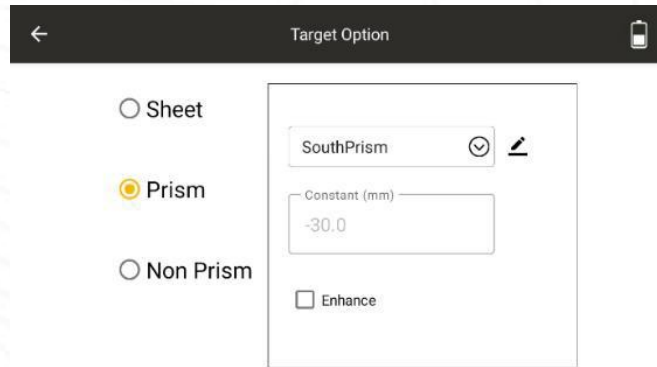 Target Option
Sheet
Prism
Non Prism
SouthPrism
Constant (mm)
-30.0
Enhance